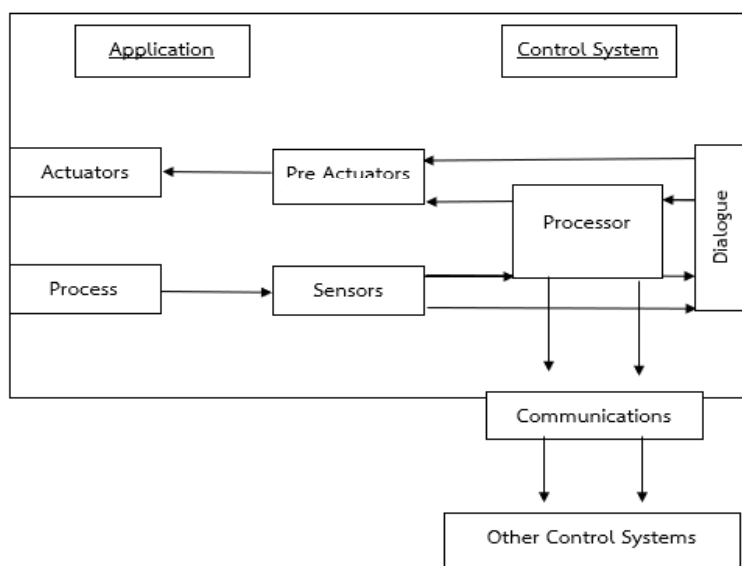 Application
Control System
Actuators
Pre Actuators
Processor
Dialogue
Process
Sensors
Communications
Other Control Systems